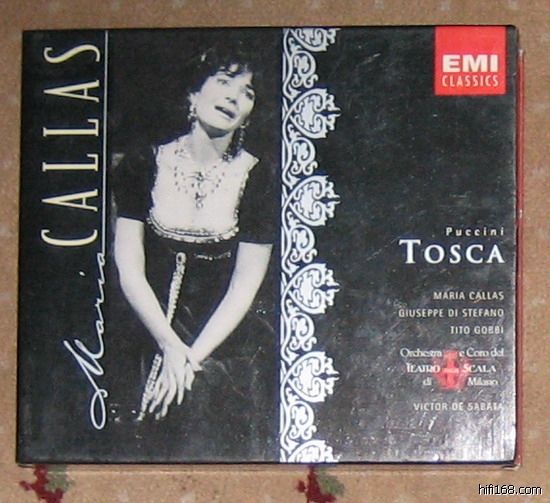 Maria CALLAS
EMI
CLASSICS
Puccini
TOSCA
MARIA CALLAS
GIUSEPPE DI STEFANO
TITO GOBBI
Orchestra e Coro del
TEATRO ALLA SCALA
di Milano
VICTOR DE SABATA
hifi168.com